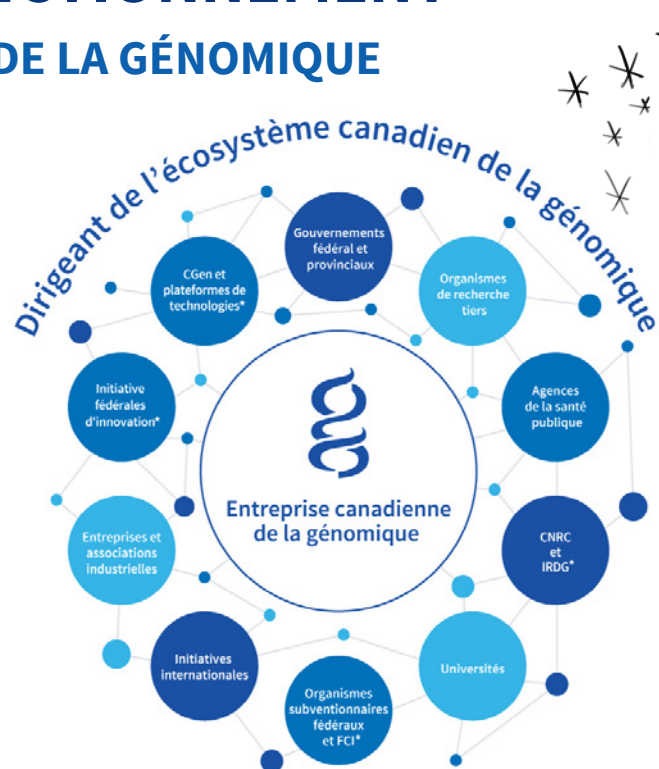 DE LA GÉNOMIQUE
Dirigeant de l'écosystème canadien de la génomique
Gouvernements
fédéral et
provinciaux
CGen et
plateformes de
technologies*
Organismes
de recherche
tiers
Initiative
fédérales
d'innovation*
Agences
de la santé
publique
Entreprise canadienne
de la génomique
Entreprises et
associations
industrielles
CNRC
et
IRDG*
Initiatives
internationales
Universités
Organismes
subventionnaires
fédéraux
et FCI*